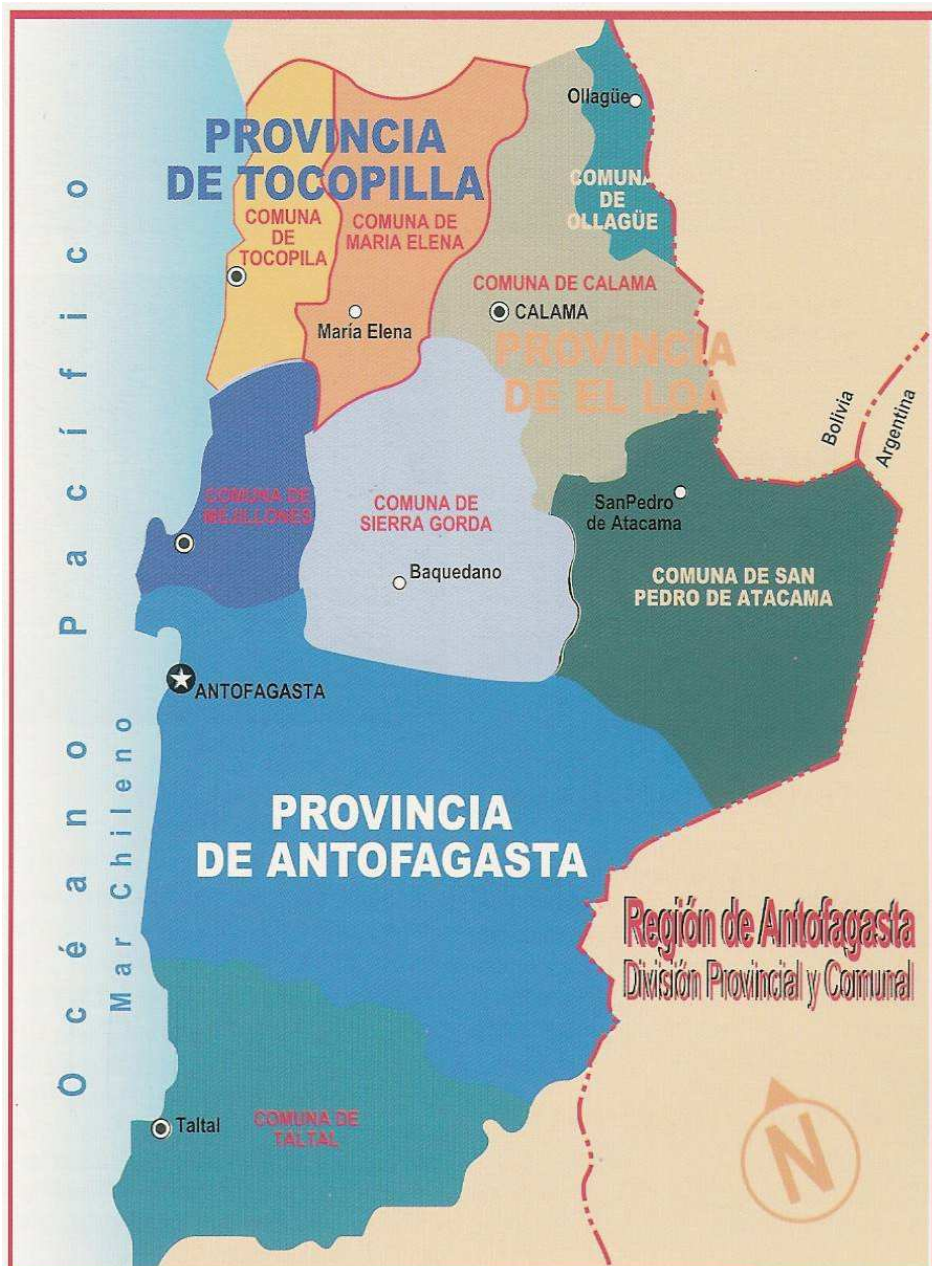 PROVINCIA
DE TOCOPILLA
COMUNA
DE
TOCOPILA
COMUNA DE
MARIA ELENA
María Elena
Ollagüe
COMUNA
DE
OLLAGÜE
COMUNA DE CALAMA
CALAMA
PROVINCIA
DE EL LOA
Bolivia
Argentina
COMUNA DE
MEJILLONES
COMUNA DE
SIERRA GORDA
Baquedano
SanPedro
de Atacama
COMUNA DE SAN
PEDRO DE ATACAMA
ANTOFAGASTA
PROVINCIA
DE ANTOFAGASTA
Océano Pacífico
Mar Chileno
Región de Antofagasta
División Provincial y Comunal
Taltal
COMUNA DE
TALTAL
N